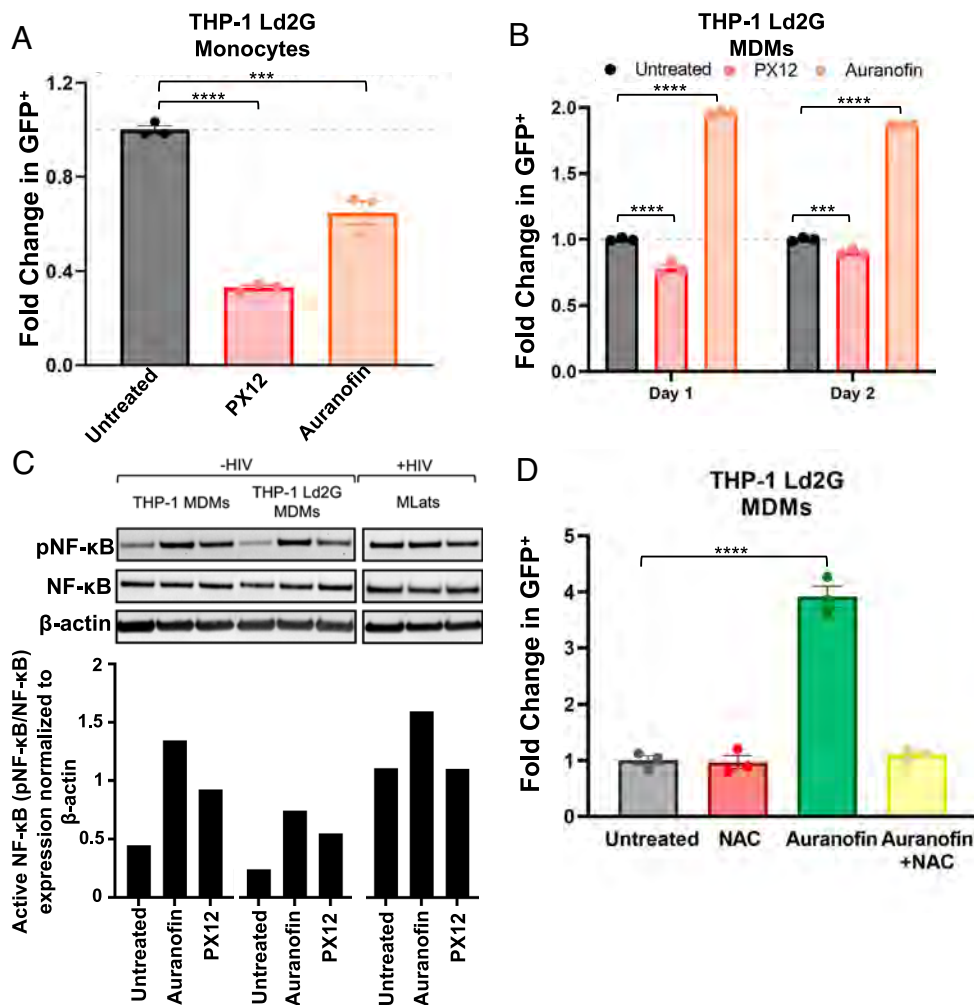 A
THP-1 Ld2G
Monocytes
Fold Change in GFP+
1.2
0.8
0.4
0.0
***
****
Untreated
PX12
Auranofin
B
THP-1 Ld2G
MDMs
Untreated PX12 Auranofin
Fold Change in GFP+
2.0
1.5
1.0
0.5
0.0
**** ****
**** ***
Day 1 Day 2
C
-HIV +HIV
THP-1 MDMs THP-1 Ld2G MDMs MLats
pNF-κB
NF-κB
β-actin
Active NF-κB (pNF-κB/NF-κB)
expression normalized to
β-actin
2
1.5
1
0.5
0
Untreated
Auranofin
PX12
Untreated
Auranofin
PX12
Untreated
Auranofin
PX12
D
THP-1 Ld2G
MDMs
Fold Change in GFP+
5
4
3
2
1
0
****
Untreated NAC Auranofin Auranofin
+NAC